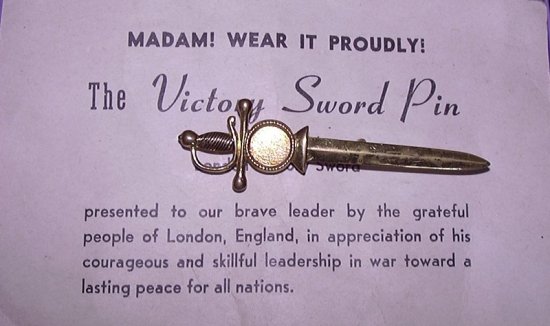 MADAM! WEAR IT PROUDLY!
The Victory Sword Pin
Sword
presented to our brave leader by the grateful
people of London, England, in appreciation of his
courageous and skillful leadership in war toward a
lasting peace for all nations.